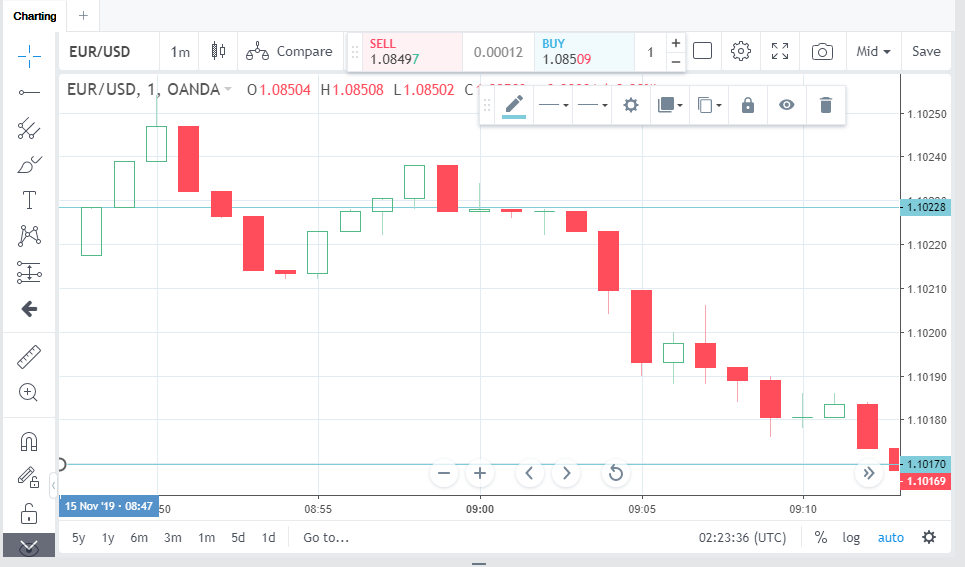 Charting +
EUR/USD 1m Compare SELL 1.08497 0.00012 BUY 1.08509 1 + − Mid Save
EUR/USD, 1, OANDA O1.08504 H1.08508 L1.08502
1.10250
1.10240
1.10228
1.10220
1.10210
1.10200
1.10190
1.10180
1.10170
1.10169
15 Nov '19 - 08:47 :50 08:55 09:00 09:05 09:10
5y 1y 6m 3m 1m 5d 1d Go to... 02:23:36 (UTC) % log auto